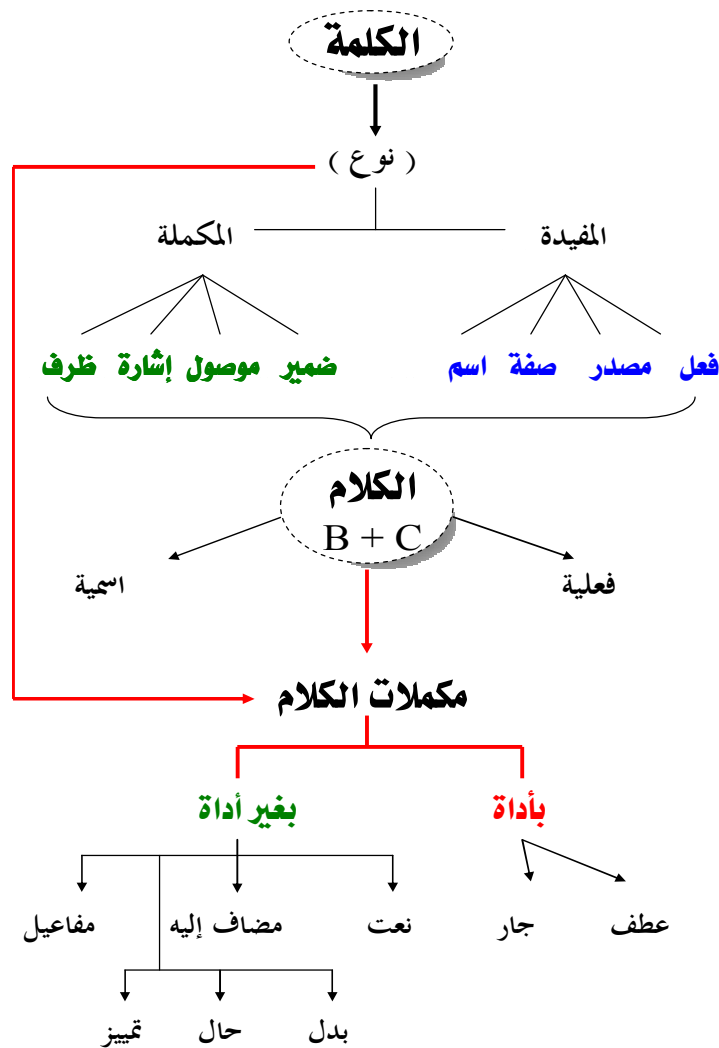 الكلمة
( نوع )
المفيدة المكملة
فعل مصدر صفة اسم ضمير موصول إشارة ظرف
الكلام
B + C
فعلية اسمية
مكملات الكلام
بأداة بغير أداة
عطف جار نعت مضاف إليه مفاعيل
بدل حال تمييز